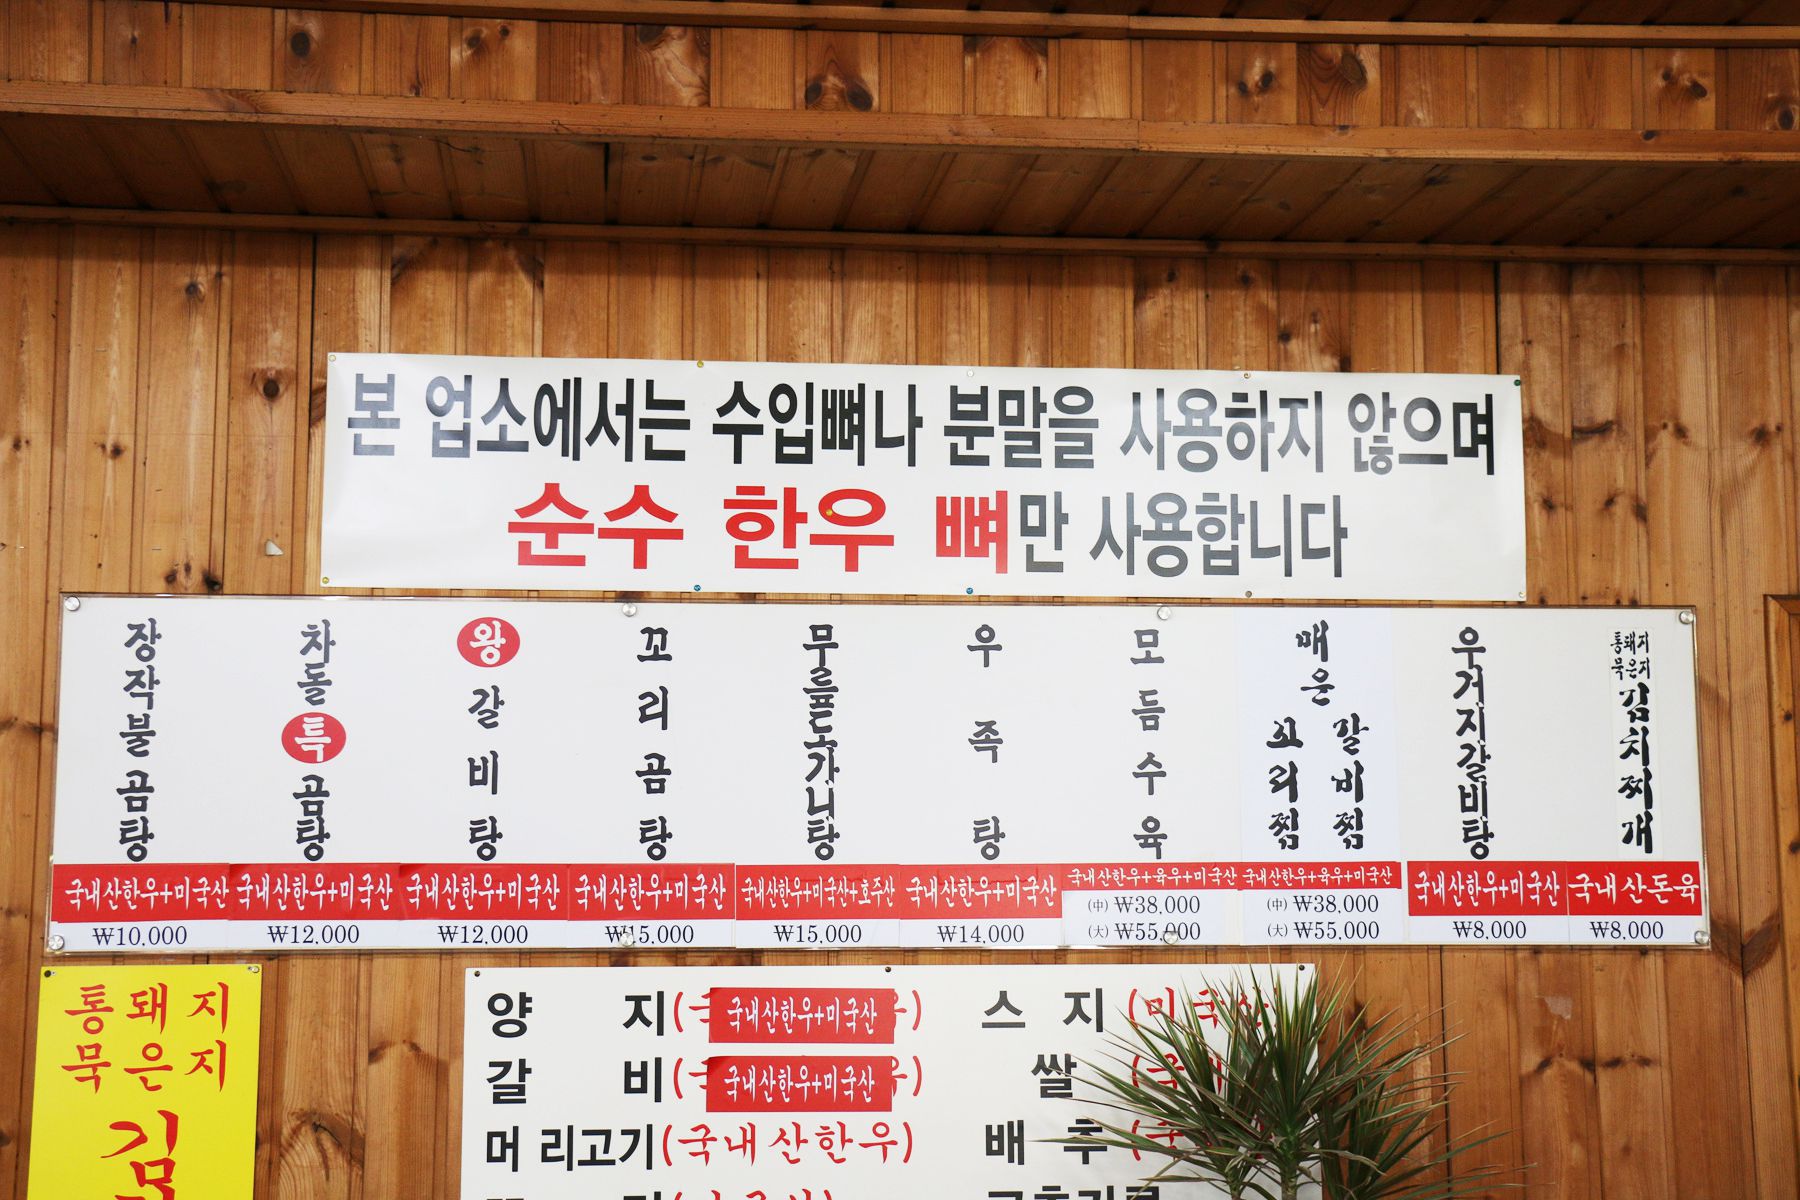 본 업소에서는 수입뼈나 분말을 사용하지 않으며
순수 한우 뼈만 사용합니다
장작불곰탕
국내산한우+미국산
₩10,000
차돌특곰탕
국내산한우+미국산
₩12,000
왕갈비탕
국내산한우+미국산
₩12,000
꼬리곰탕
국내산한우+미국산
₩15,000
무릎도가니탕
국내산한우+미국산+호주산
₩15,000
우족탕
국내산한우+미국산
₩14,000
모듬수육
국내산한우+육우+미국산
(中) ₩38,000
(大) ₩55,000
매운
갈비찜
꼬리찜
국내산한우+육우+미국산
(中) ₩38,000
(大) ₩55,000
우거지갈비탕
국내산한우+미국산
₩8,000
통돼지
묵은지
김치찌개
국내산돈육
₩8,000
통돼지
묵은지
김
양 지(국내산한우+미국산)
갈 비(국내산한우+미국산)
머리고기(국내산한우)
스 지 (미국산)
쌀
배 추